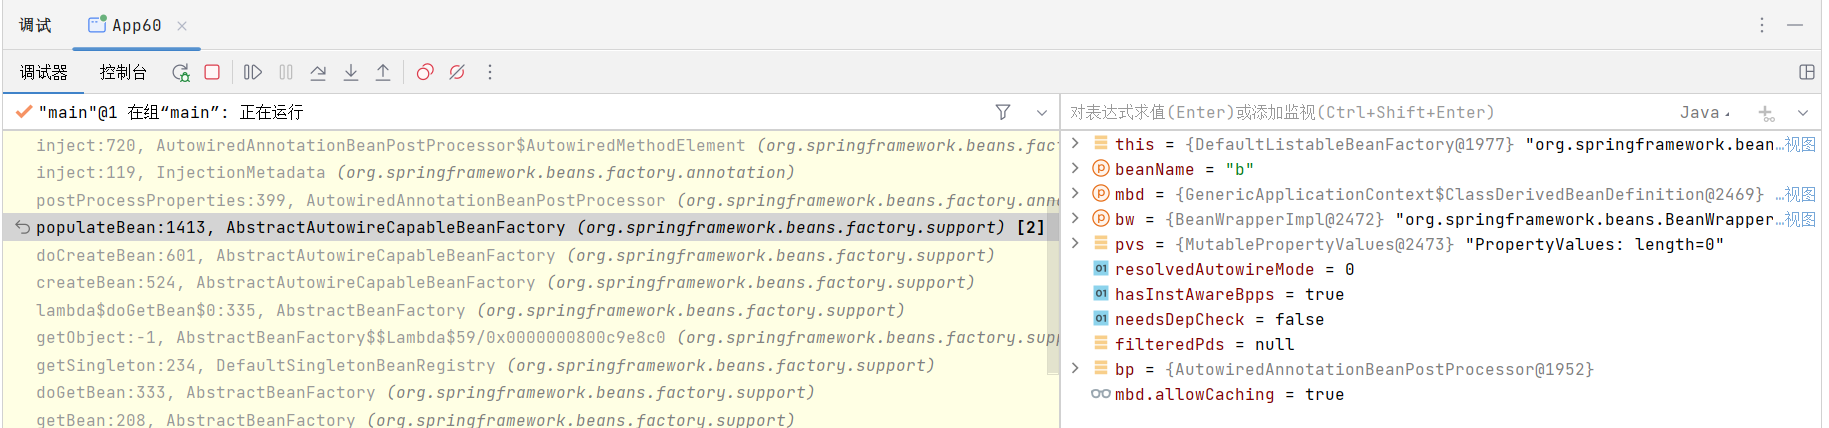 调试 App60
调试器 控制台
"main"@1 在组“main”: 正在运行
inject:720, AutowiredAnnotationBeanPostProcessor$AutowiredMethodElement (org.springframework.beans.fact
inject:119, InjectionMetadata (org.springframework.beans.factory.annotation)
postProcessProperties:399, AutowiredAnnotationBeanPostProcessor (org.springframework.beans.factory.anno
populateBean:1413, AbstractAutowireCapableBeanFactory (org.springframework.beans.factory.support) [2]
doCreateBean:601, AbstractAutowireCapableBeanFactory (org.springframework.beans.factory.support)
createBean:524, AbstractAutowireCapableBeanFactory (org.springframework.beans.factory.support)
lambda$doGetBean$0:335, AbstractBeanFactory (org.springframework.beans.factory.support)
getObject:-1, AbstractBeanFactory$$Lambda$59/0x0000000800c9e8c0 (org.springframework.beans.factory.supp
getSingleton:234, DefaultSingletonBeanRegistry (org.springframework.beans.factory.support)
doGetBean:333, AbstractBeanFactory (org.springframework.beans.factory.support)
getBean:208, AbstractBeanFactory (org.springframework.beans.factory.support)
对表达式求值(Enter)或添加监视(Ctrl+Shift+Enter) Java
this = {DefaultListableBeanFactory@1977} "org.springframework.bean...视图
beanName = "b"
mbd = {GenericApplicationContext$ClassDerivedBeanDefinition@2469} ...视图
bw = {BeanWrapperImpl@2472} "org.springframework.beans.BeanWrapper...视图
pvs = {MutablePropertyValues@2473} "PropertyValues: length=0"
resolvedAutowireMode = 0
hasInstAwareBpps = true
needsDepCheck = false
filteredPds = null
bp = {AutowiredAnnotationBeanPostProcessor@1952}
mbd.allowCaching = true